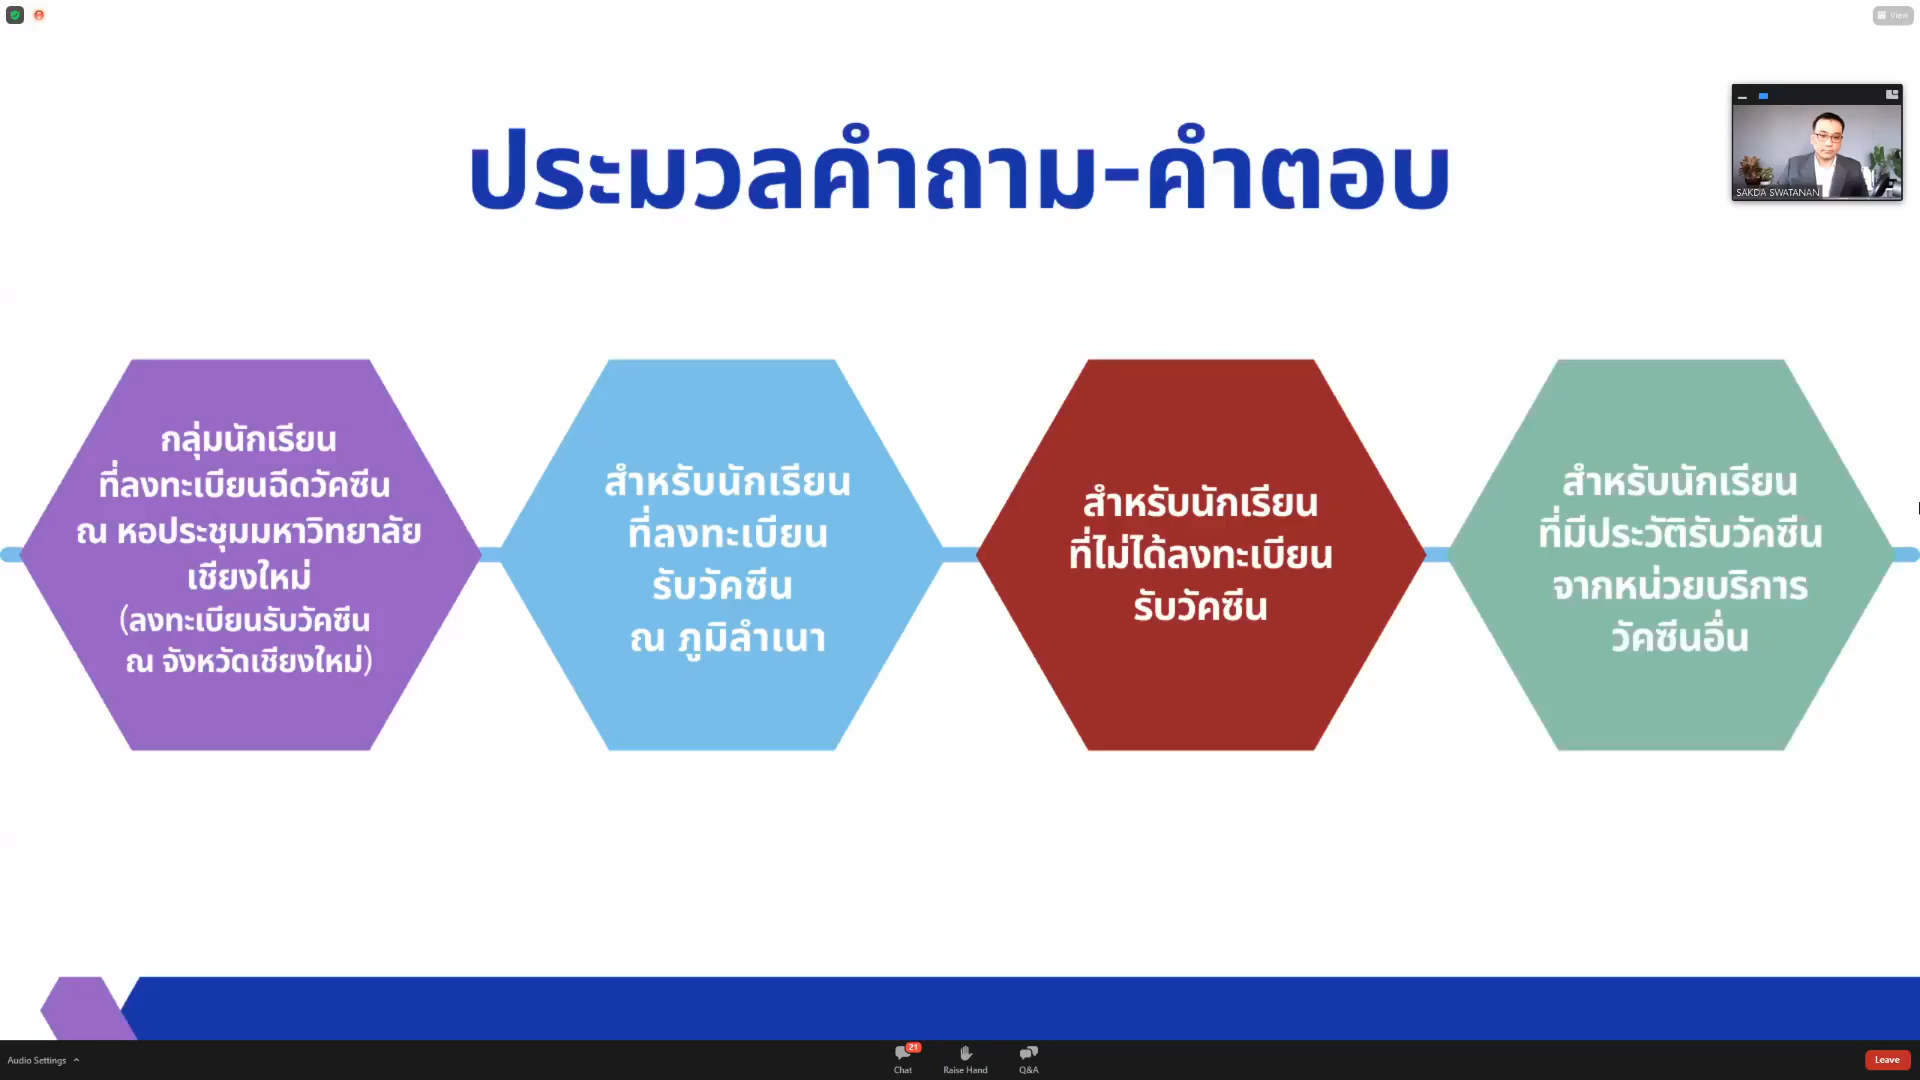 View
SAKDA SWATANAN
ประมวลคำถาม-คำตอบ
กลุ่มนักเรียน
ที่ลงทะเบียนฉีดวัคซีน
ณ หอประชุมมหาวิทยาลัย
เชียงใหม่
(ลงทะเบียนรับวัคซีน
ณ จังหวัดเชียงใหม่)
สำหรับนักเรียน
ที่ลงทะเบียน
รับวัคซีน
ณ ภูมิลำเนา
สำหรับนักเรียน
ที่ไม่ได้ลงทะเบียน
รับวัคซีน
สำหรับนักเรียน
ที่มีประวัติรับวัคซีน
จากหน่วยบริการ
วัคซีนอื่น
Audio Settings
21
Chat
Raise Hand
Q&A
Leave